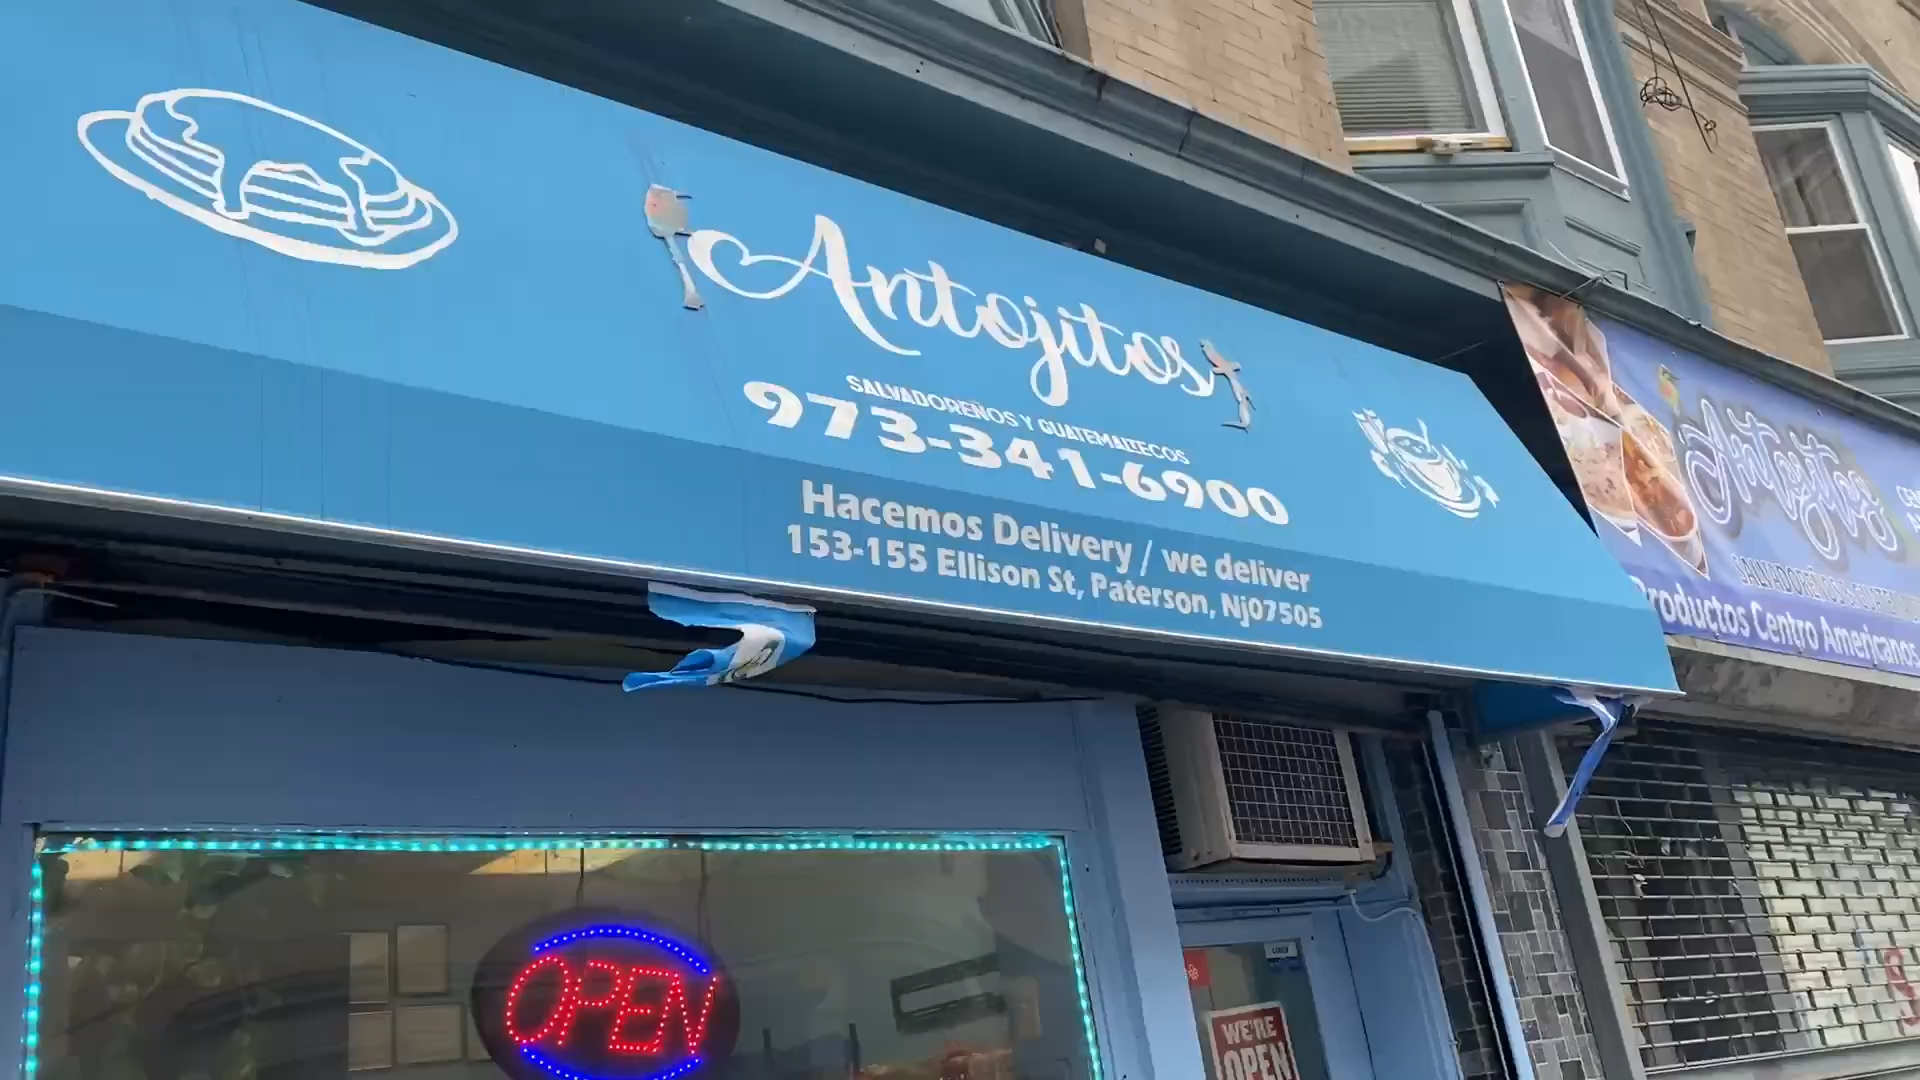 Antojitos
SALVADOREÑOS Y GUATEMALTECOS
973-341-6900
Hacemos Delivery / we deliver
153-155 Ellison St, Paterson, Nj07505
Antojitos
SALVADOREÑOS
Productos Centro Americanos
OPEN
WE'RE
OPEN